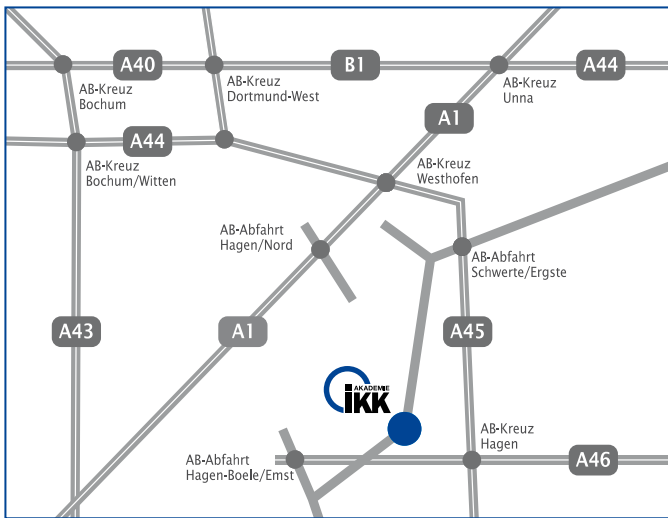 A40
B1
A44
AB-Kreuz
Bochum
AB-Kreuz
Dortmund-West
AB-Kreuz
Unna
A1
A44
AB-Kreuz
Bochum/Witten
AB-Kreuz
Westhofen
AB-Abfahrt
Hagen/Nord
AB-Abfahrt
Schwerte/Ergste
A43
A1
A45
AKADEMIE
IKK
AB-Kreuz
Hagen
AB-Abfahrt
Hagen-Boele/Emst
A46